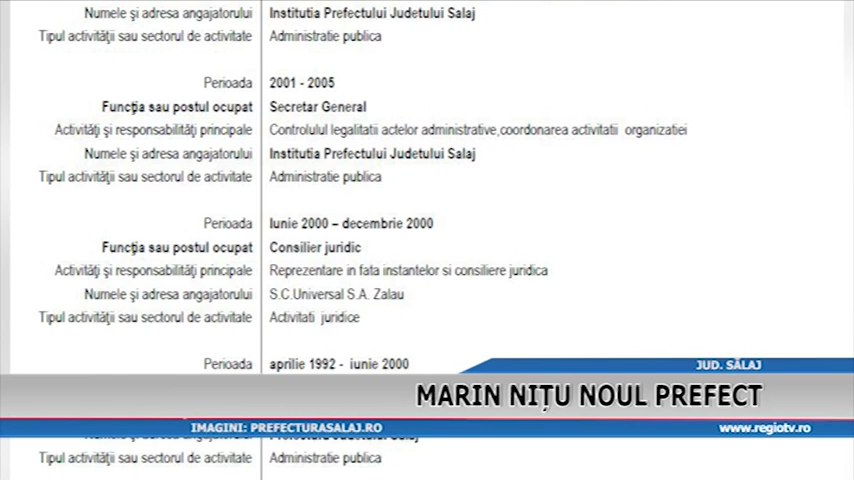 Numele şi adresa angajatorului Institutia Prefectului Judetului Salaj
Tipul activităţii sau sectorul de activitate Administratie publica
Perioada 2001 - 2005
Funcţia sau postul ocupat Secretar General
Activităţi şi responsabilităţi principale Controlulul legalitatii actelor administrative,coordonarea activitatii organizatiei
Numele şi adresa angajatorului Institutia Prefectului Judetului Salaj
Tipul activităţii sau sectorul de activitate Administratie publica
Perioada Iunie 2000 – decembrie 2000
Funcţia sau postul ocupat Consilier juridic
Activităţi şi responsabilităţi principale Reprezentare in fata instantelor si consiliere juridica
Numele şi adresa angajatorului S.C.Universal S.A. Zalau
Tipul activităţii sau sectorul de activitate Activitati juridice
Perioada aprilie 1992 - iunie 2000
JUD. SĂLAJ
MARIN NIȚU NOUL PREFECT
IMAGINI: PREFECTURASALAJ.RO www.regiotv.ro
Tipul activităţii sau sectorul de activitate Administratie publica